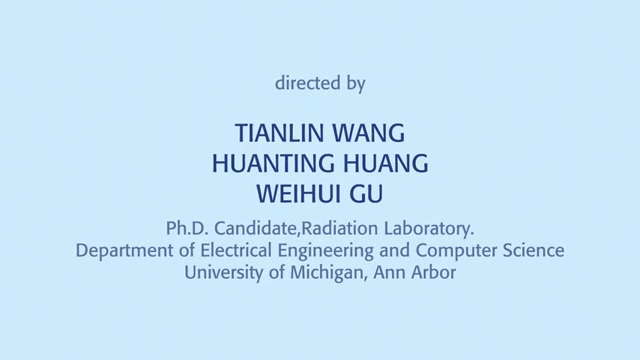 directed by
TIANLIN WANG
HUANTING HUANG
WEIHUI GU
Ph.D. Candidate,Radiation Laboratory.
Department of Electrical Engineering and Computer Science
University of Michigan, Ann Arbor